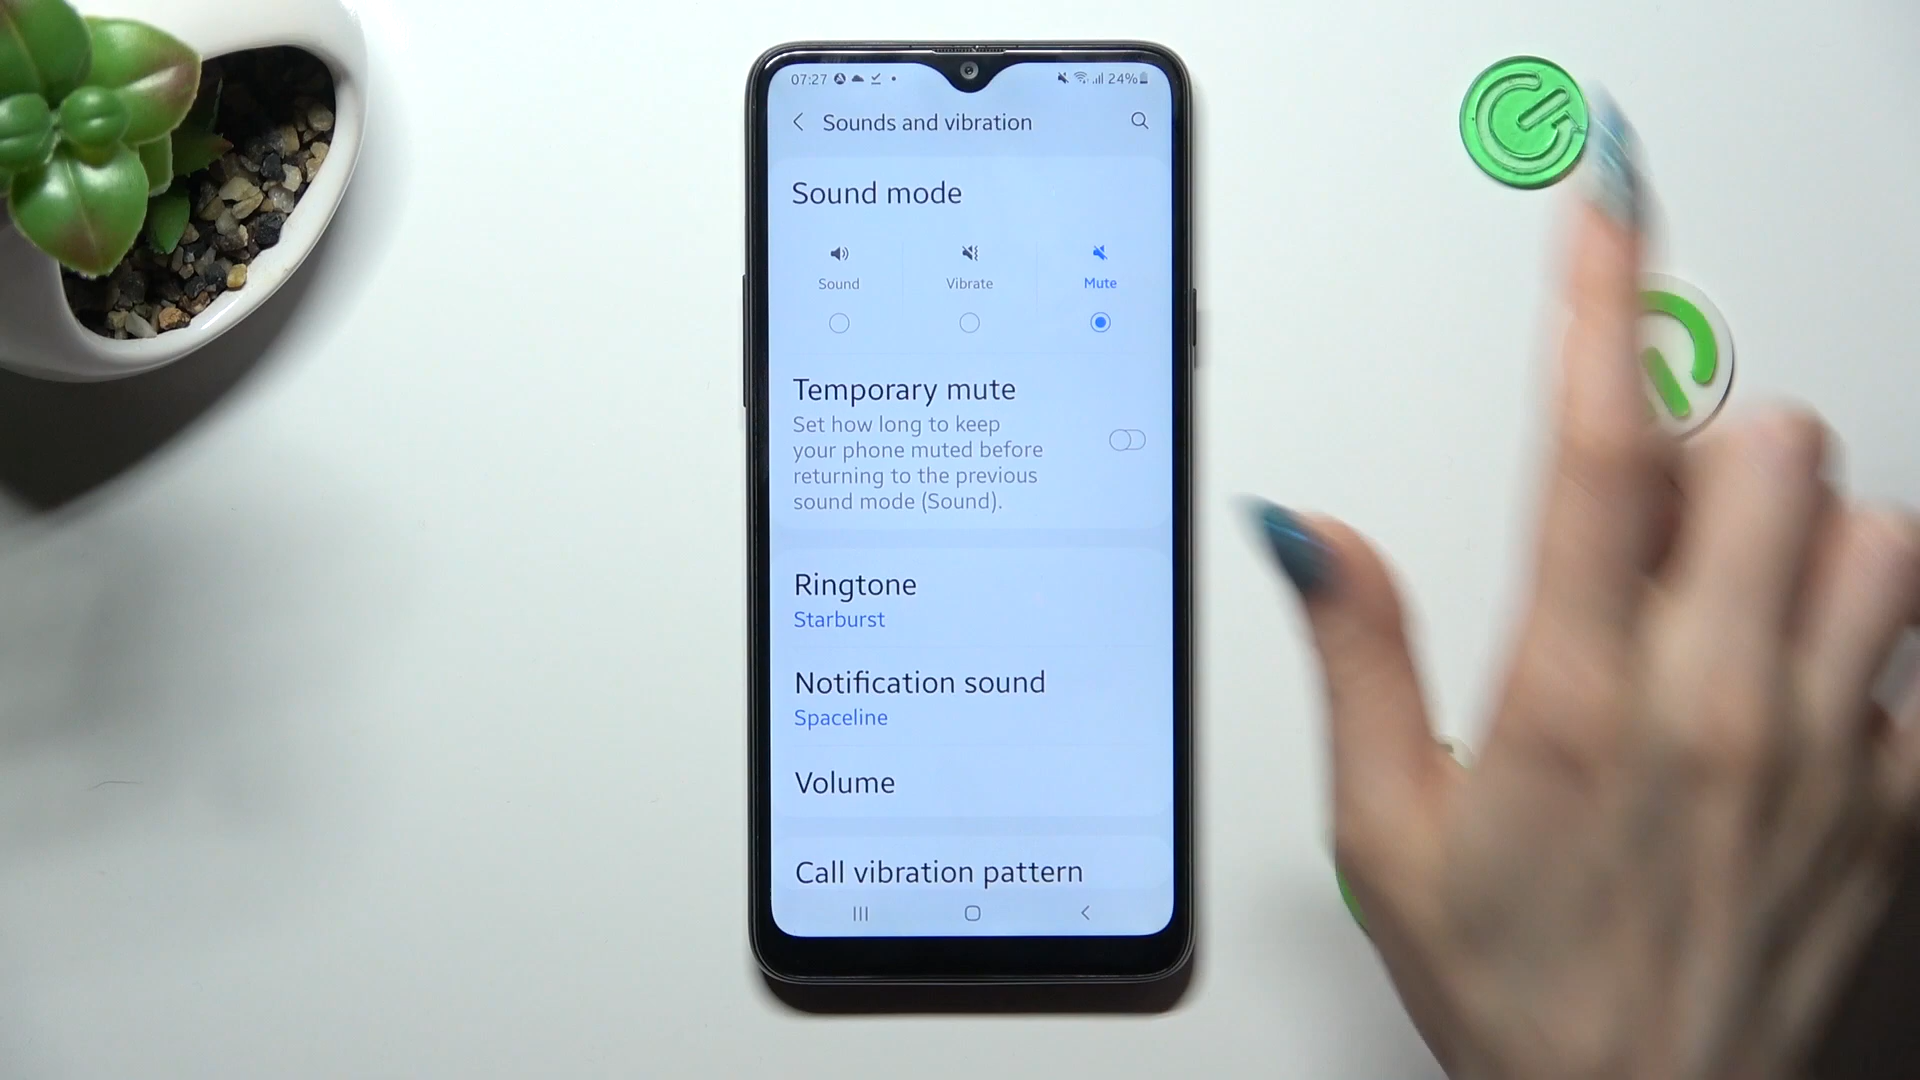 07:27 24%
Sounds and vibration
Sound mode
Sound Vibrate Mute
Temporary mute
Set how long to keep
your phone muted before
returning to the previous
sound mode (Sound).
Ringtone
Starburst
Notification sound
Spaceline
Volume
Call vibration pattern